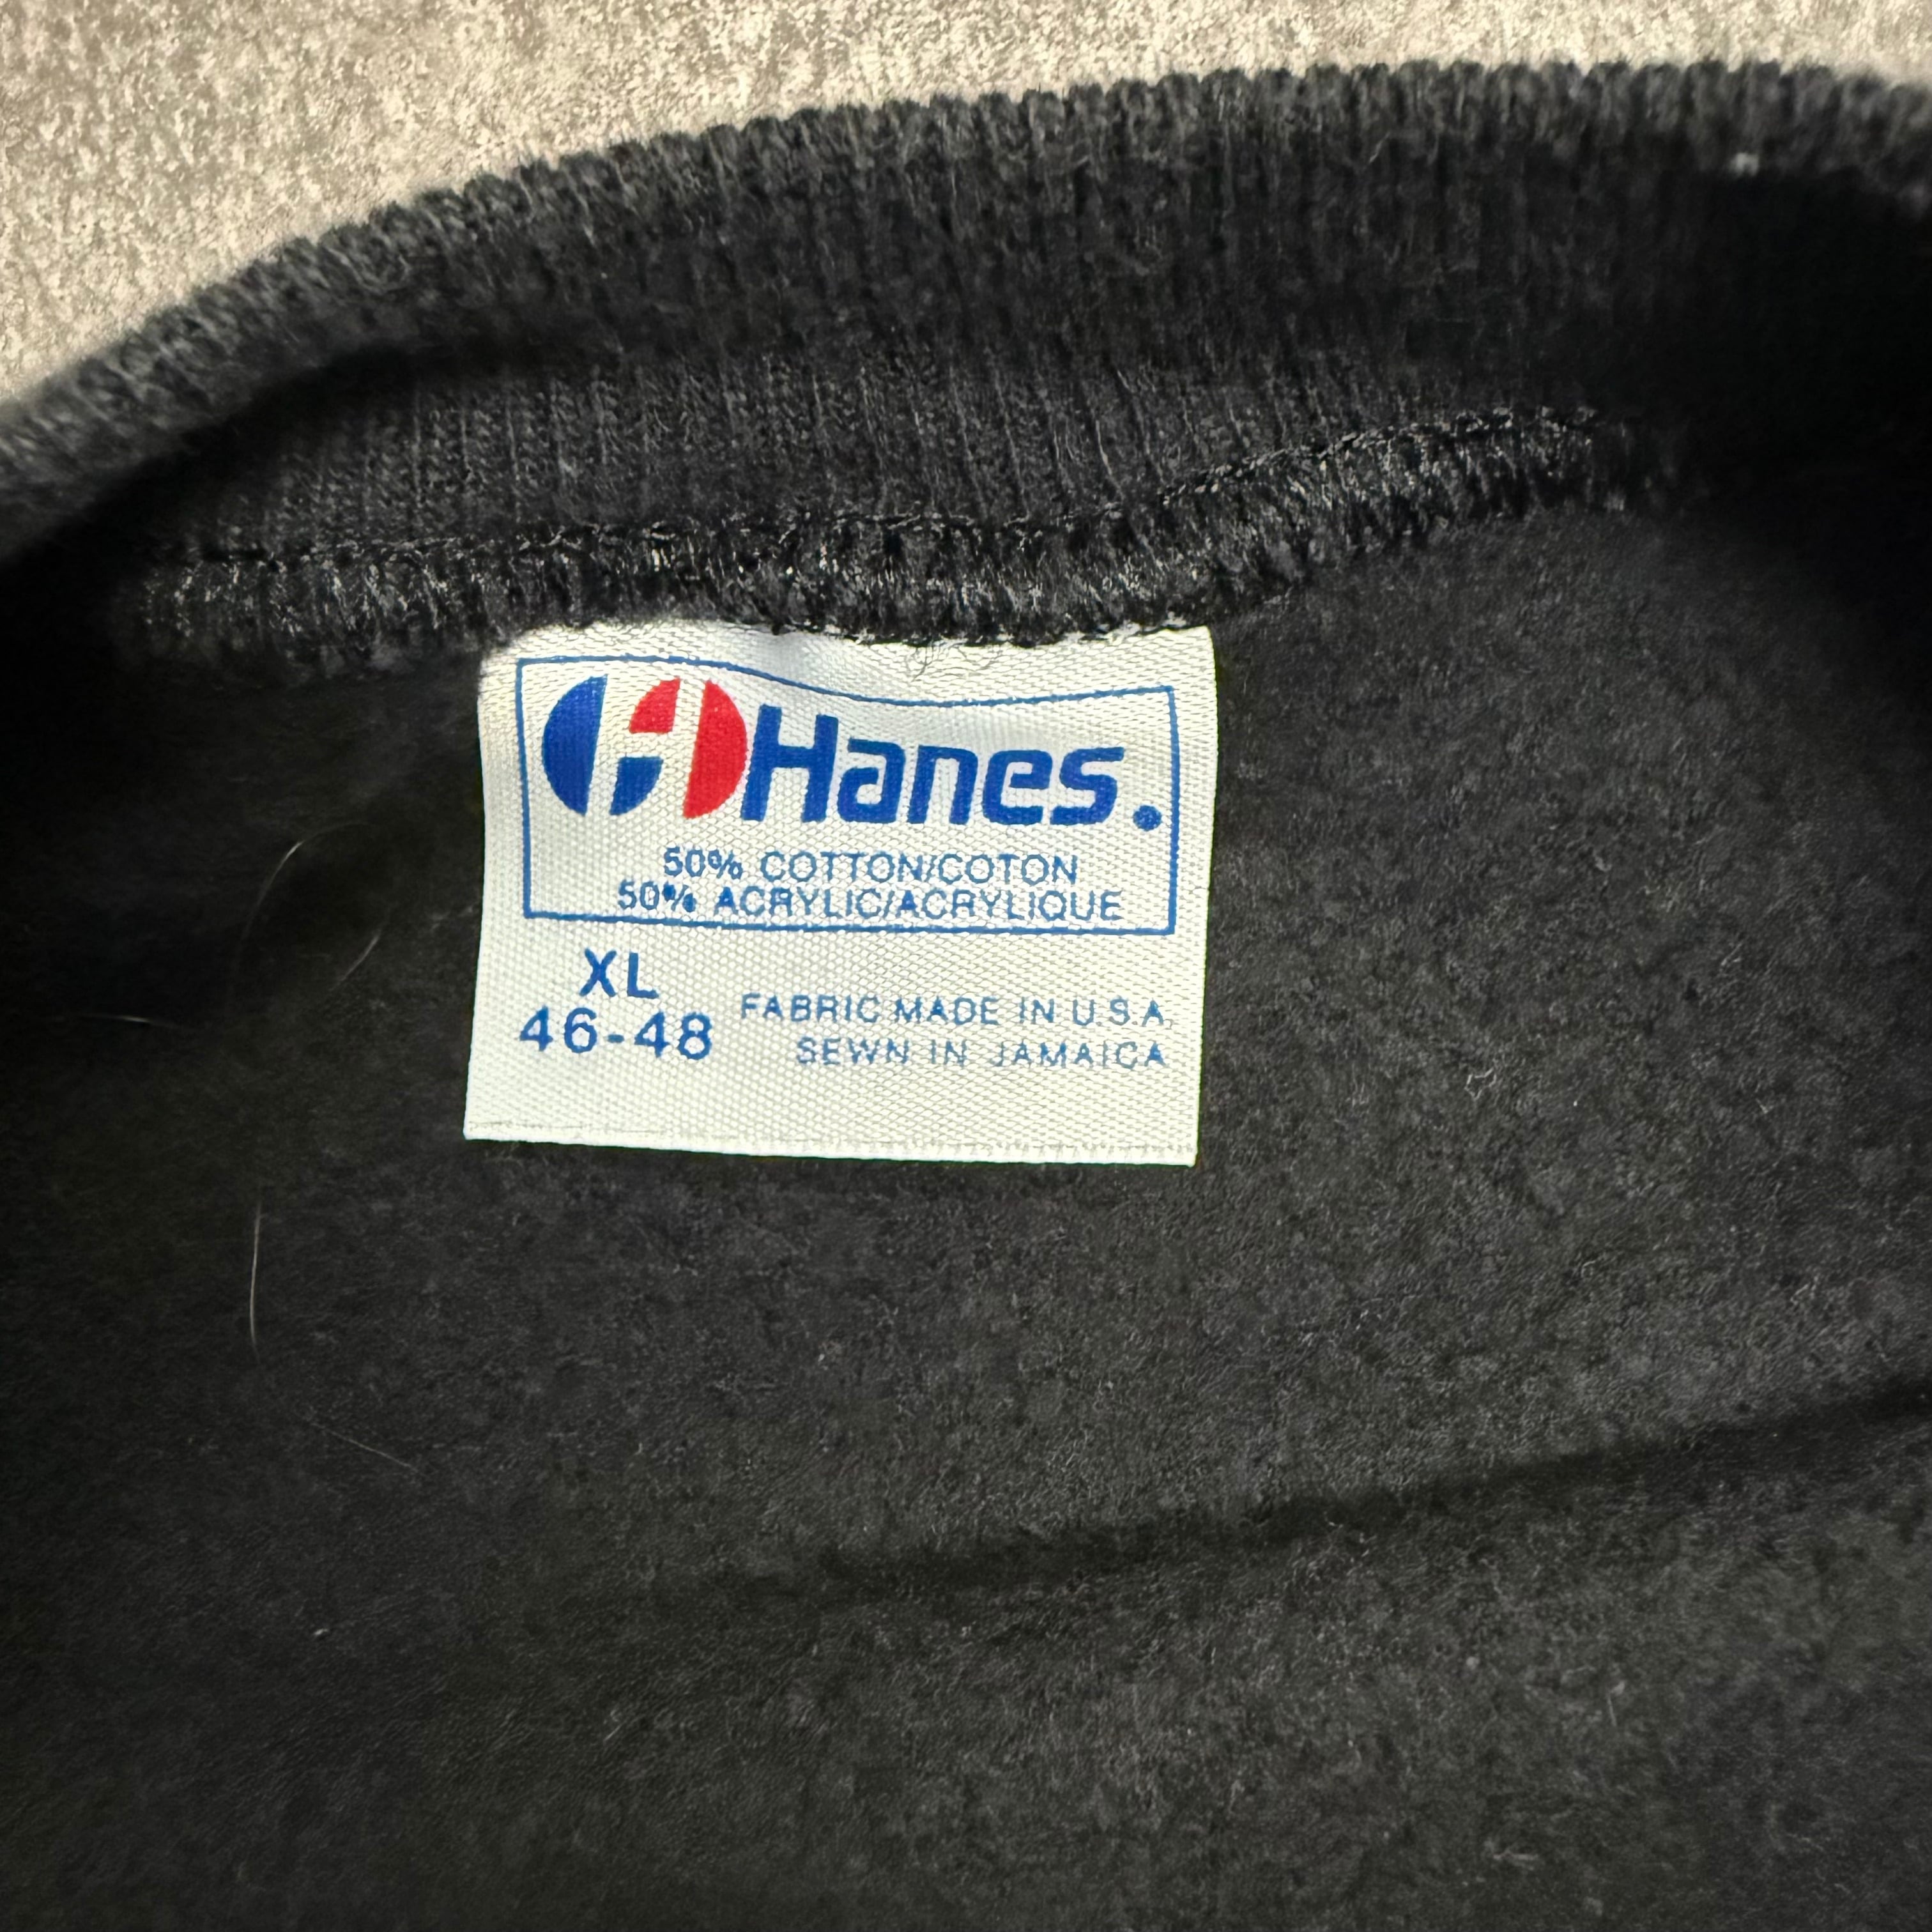 Hanes.
50% COTTON/COTON
50% ACRYLIC/ACRYLIQUE
XL
46-48
FABRIC MADE IN U.S.A.
SEWN IN JAMAICA